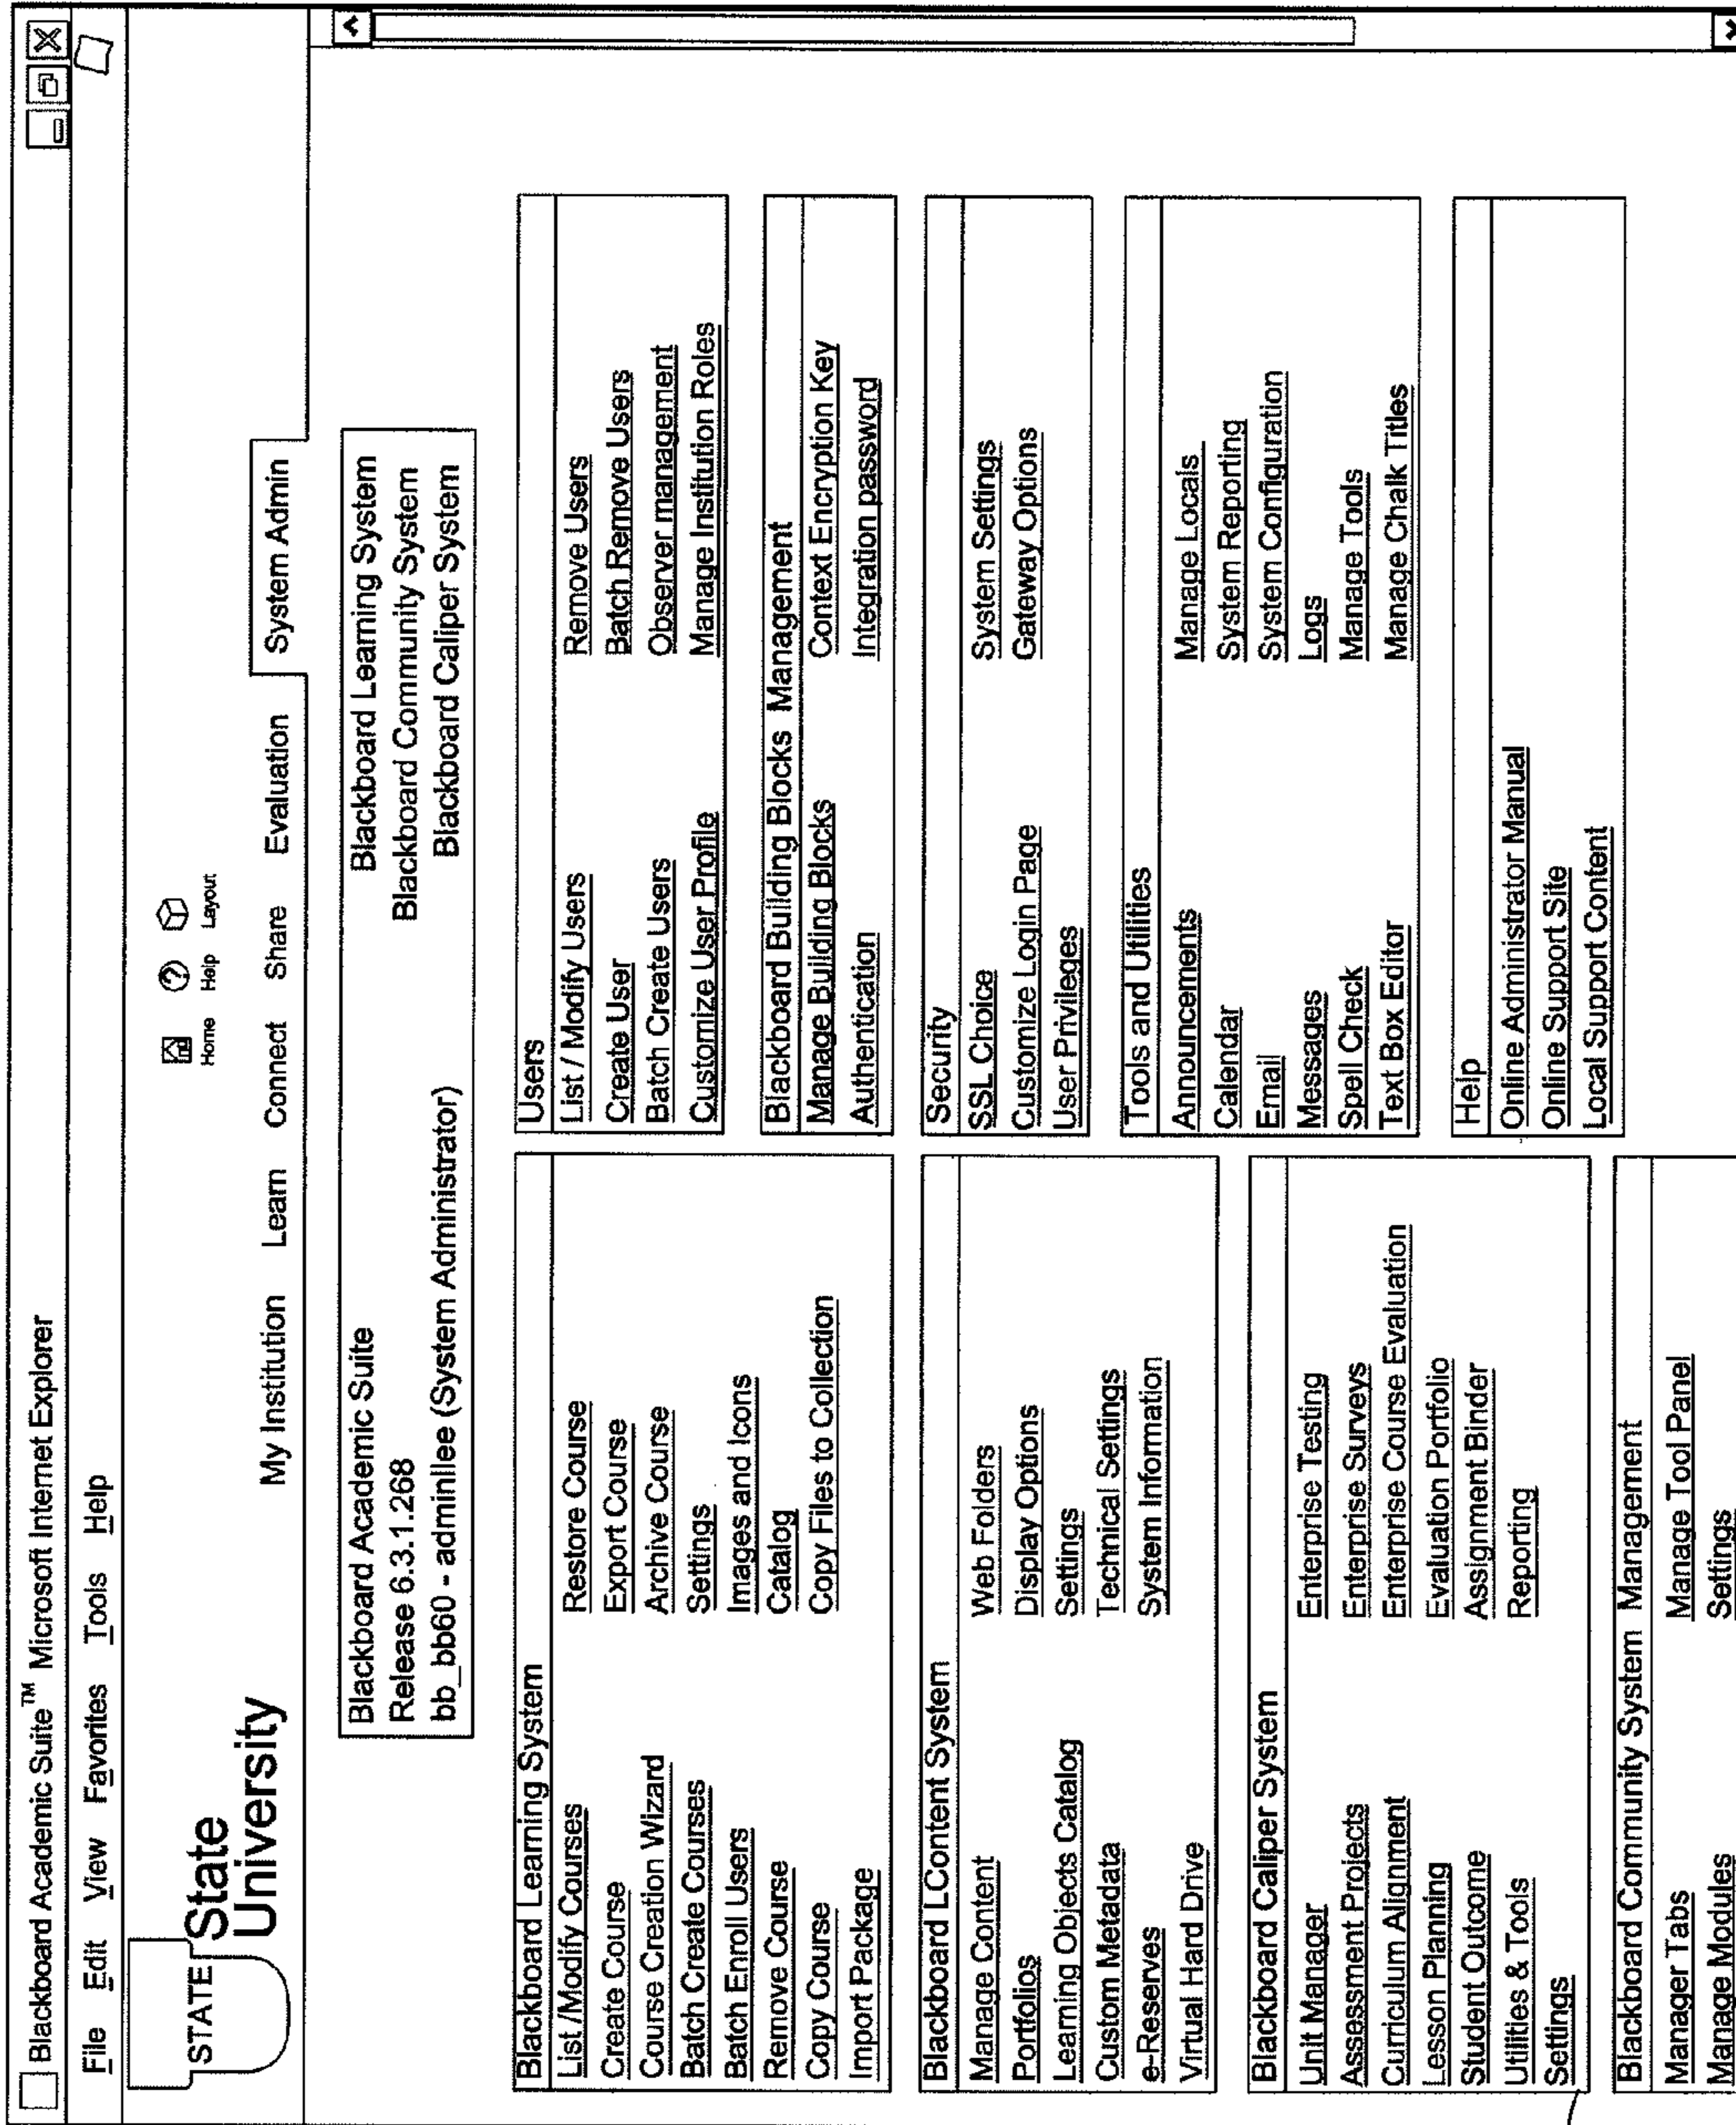 Blackboard Academic Suite™ Microsoft Internet Explorer
File Edit View Favorites Tools Help
STATE State
University
Home Help Layout
My Institution Learn Connect Share Evaluation System Admin
Blackboard Academic Suite Blackboard Learning System
Release 6.3.1.268 Blackboard Community System
bb_bb60 - adminlee (System Administrator) Blackboard Caliper System
Blackboard Learning System
List /Modify Courses Restore Course
Create Course Export Course
Course Creation Wizard Archive Course
Batch Create Courses Settings
Batch Enroll Users Images and Icons
Remove Course Catalog
Copy Course Copy Files to Collection
Import Package
Blackboard LContent System
Manage Content Web Folders
Portfolios Display Options
Learning Objects Catalog Settings
Custom Metadata Technical Settings
e-Reserves System Information
Virtual Hard Drive
Blackboard Caliper System
Unit Manager Enterprise Testing
Assessment Projects Enterprise Surveys
Curriculum Alignment Enterprise Course Evaluation
Lesson Planning Evaluation Portfolio
Student Outcome Assignment Binder
Utilities & Tools Reporting
Settings
Blackboard Community System Management
Manager Tabs Manage Tool Panel
Manage Modules Settings
Users
List / Modify Users Remove Users
Create User Batch Remove Users
Batch Create Users Observer management
Customize User Profile Manage Institution Roles
Blackboard Building Blocks Management
Manage Building Blocks Context Encryption Key
Authentication Integration password
Security
SSL Choice System Settings
Customize Login Page Gateway Options
User Privileges
Tools and Utilities
Announcements Manage Locals
Calendar System Reporting
Email System Configuration
Messages Logs
Spell Check Manage Tools
Text Box Editor Manage Chalk Titles
Help
Online Administrator Manual
Online Support Site
Local Support Content